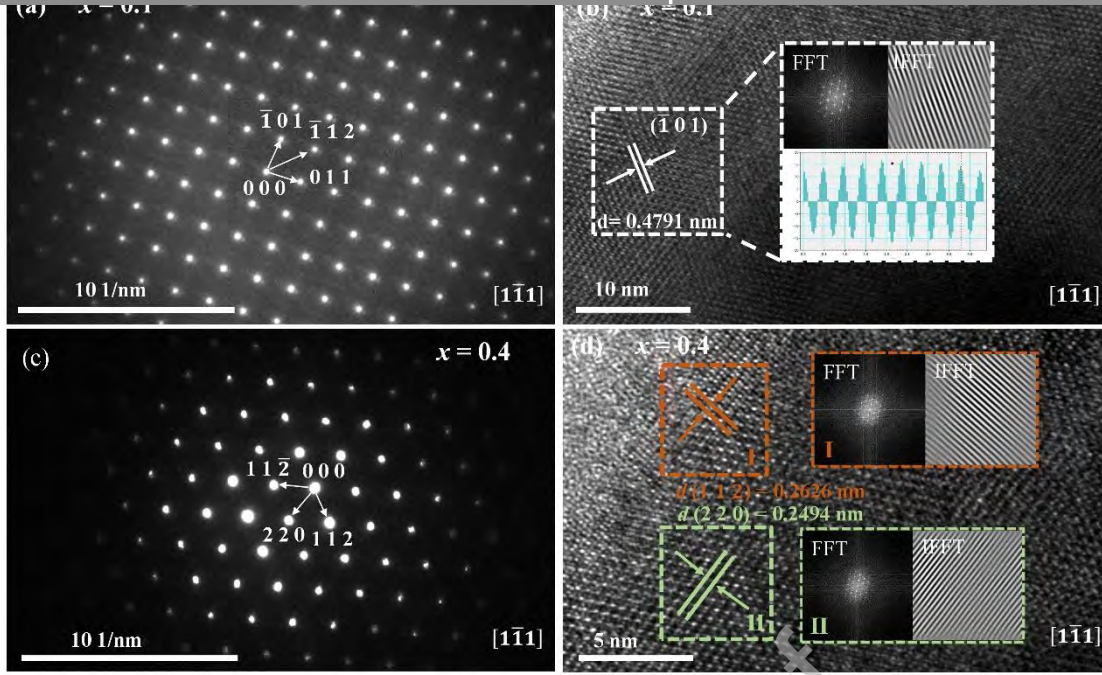 (a) x = 0.1
1̄ 0 1
1̄ 1 2
0 0 0
0 1 1
10 1/nm
[11̄1]
(b) x = 0.1
FFT
IFFT
(1̄ 0 1)
d= 0.4791 nm
10 nm
[11̄1]
(c)
x = 0.4
1 1 2̄ 0 0 0
2 2 0 1 1 2
10 1/nm
[11̄1]
(d) x = 0.4
FFT
IFFT
I
I
d (1 1 2) = 0.2626 nm
d (2 2 0) = 0.2494 nm
FFT
IFFT
II
II
5 nm
[11̄1]